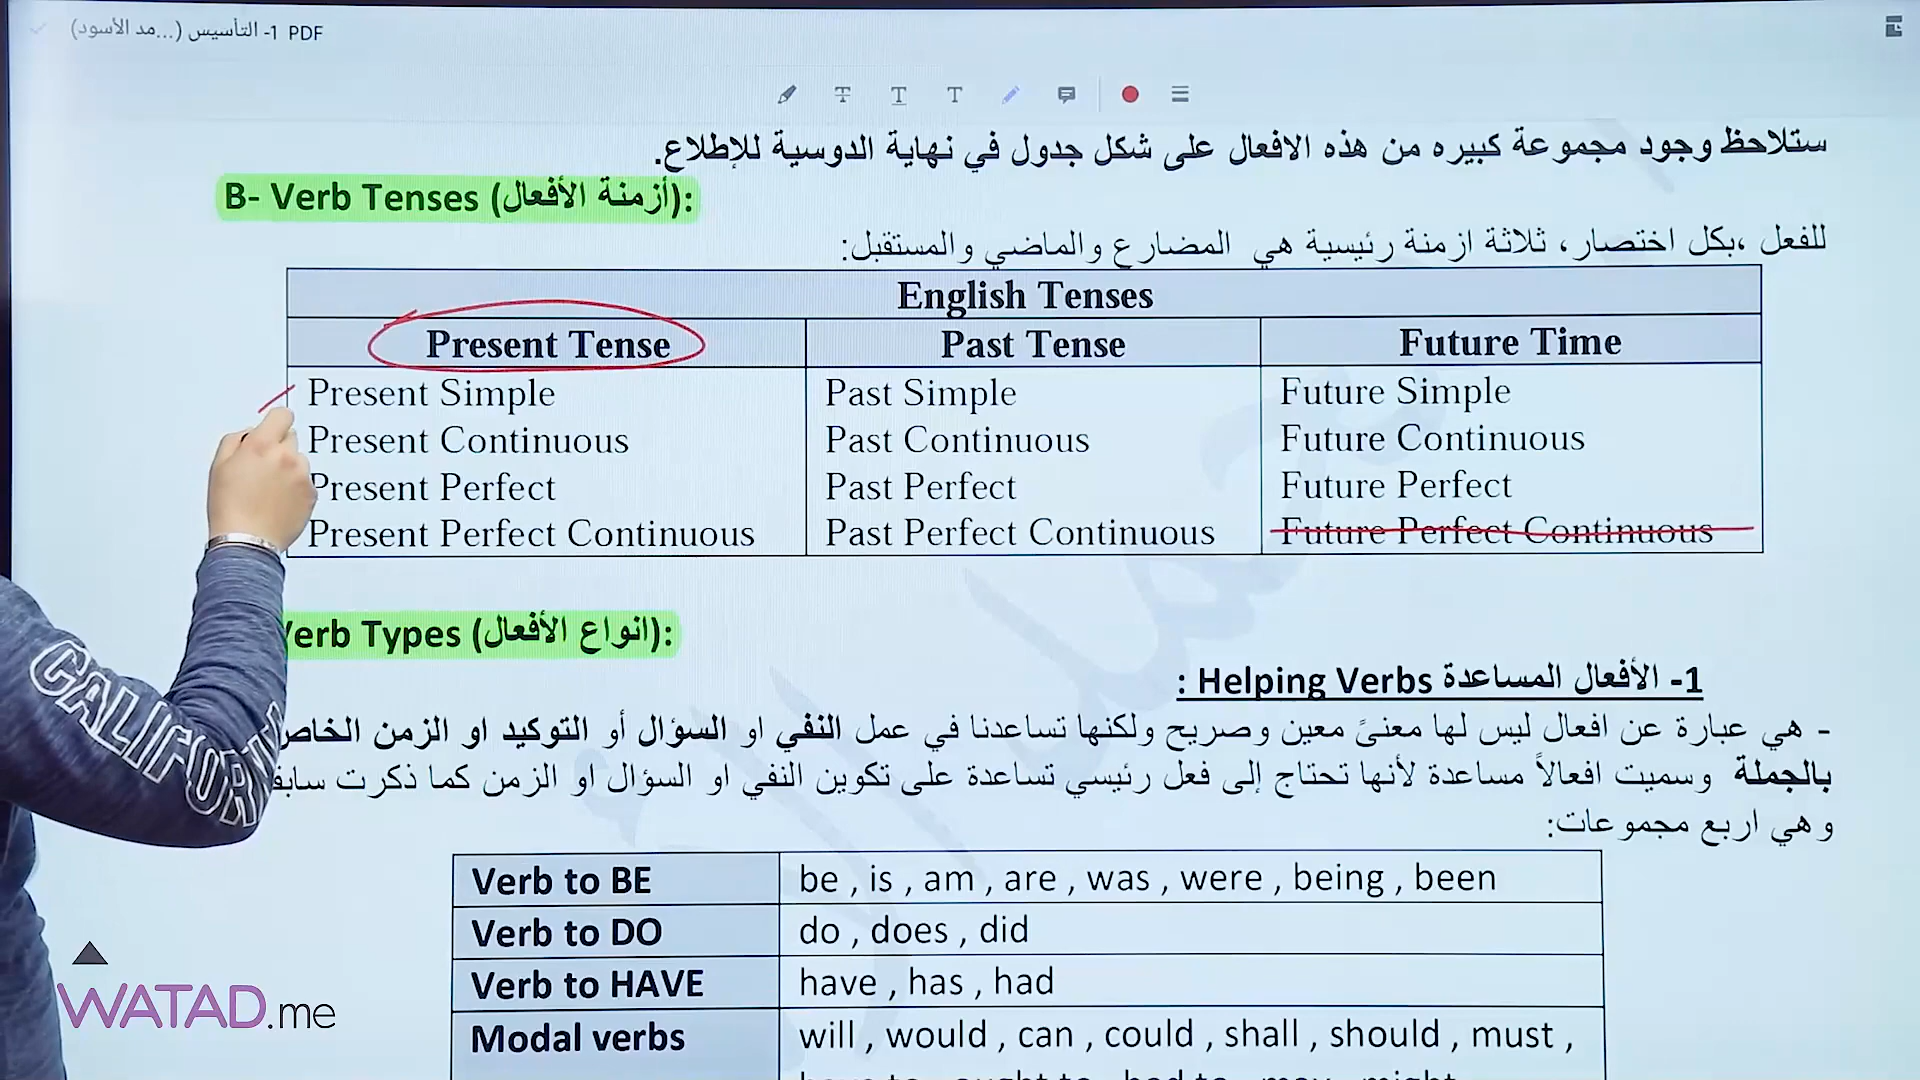 1- التأسيس (...مد الأسود) PDF
ستلاحظ وجود مجموعة كبيره من هذه الافعال على شكل جدول في نهاية الدوسية للإطلاع.
B- Verb Tenses (أزمنة الأفعال):
للفعل ،بكل اختصار، ثلاثة ازمنة رئيسية هي المضارع والماضي والمستقبل:
English Tenses
Present Tense Past Tense Future Time
Present Simple Past Simple Future Simple
Present Continuous Past Continuous Future Continuous
Present Perfect Past Perfect Future Perfect
Present Perfect Continuous Past Perfect Continuous Future Perfect Continuous
Verb Types (انواع الأفعال):
1- الأفعال المساعدة Helping Verbs :
- هي عبارة عن افعال ليس لها معنىً معين وصريح ولكنها تساعدنا في عمل النفي او السؤال أو التوكيد او الزمن الخاص
بالجملة وسميت افعالاً مساعدة لأنها تحتاج إلى فعل رئيسي تساعدة على تكوين النفي او السؤال او الزمن كما ذكرت
وهي اربع مجموعات:
Verb to BE be , is , am , are , was , were , being , been
Verb to DO do , does , did
Verb to HAVE have , has , had
Modal verbs will , would , can , could , shall , should , must ,
CALIFORN
WATAD.me